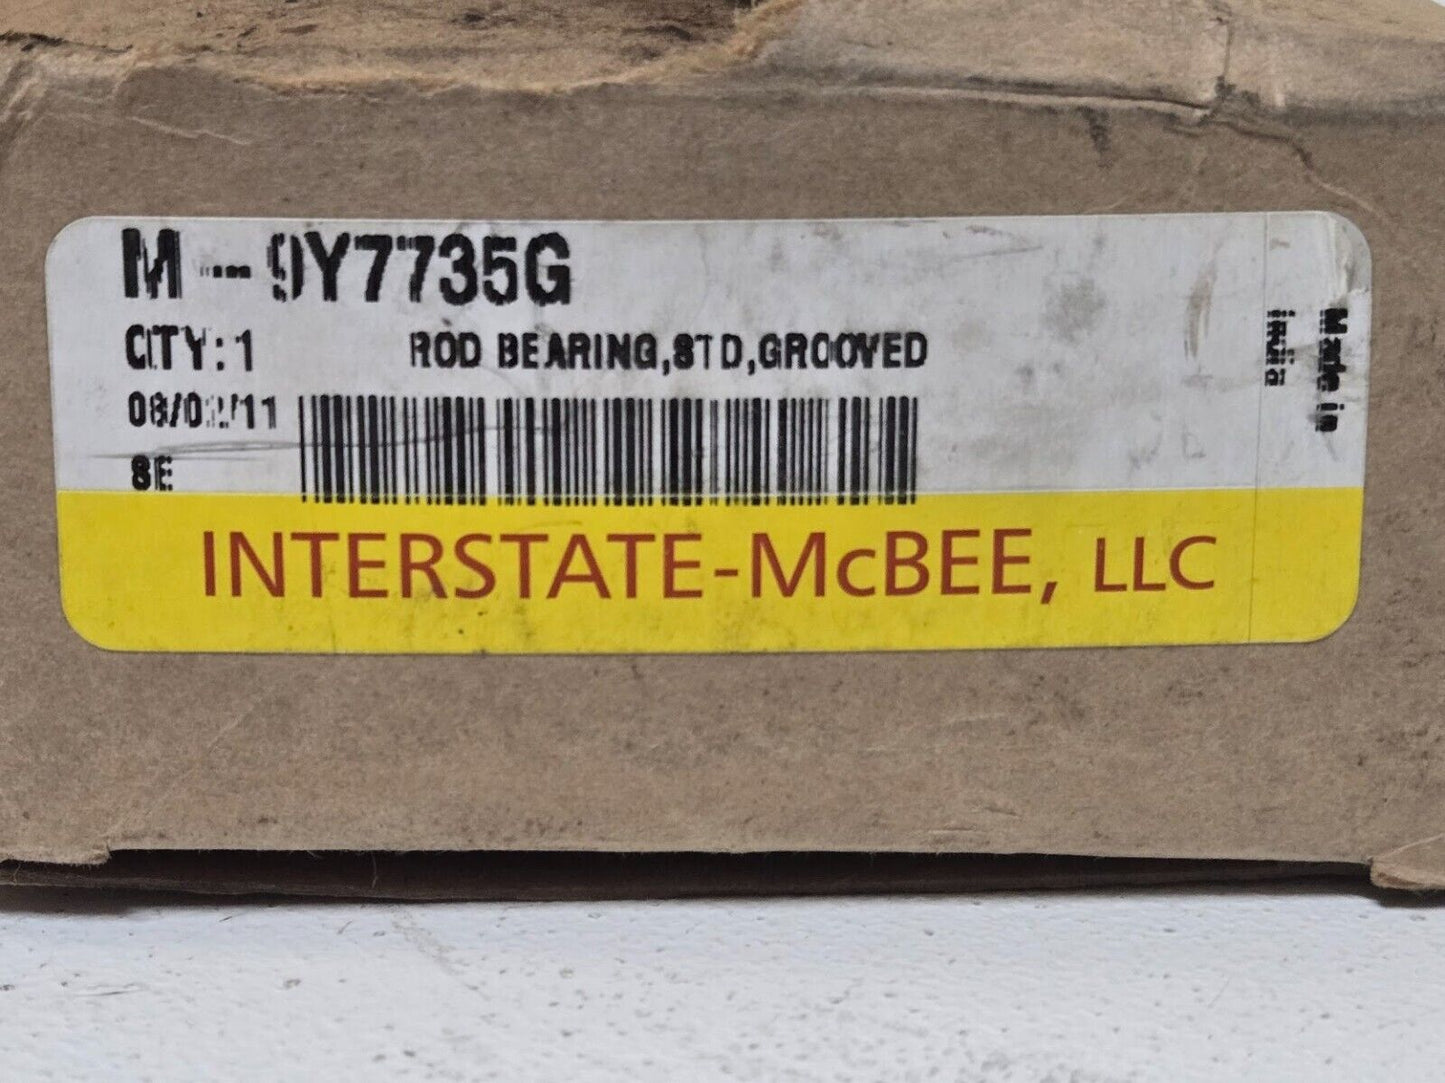 M-9Y7735G
QTY:1 ROD BEARING,STD,GROOVED
8E
INTERSTATE-McBEE, LLC
Made in
india